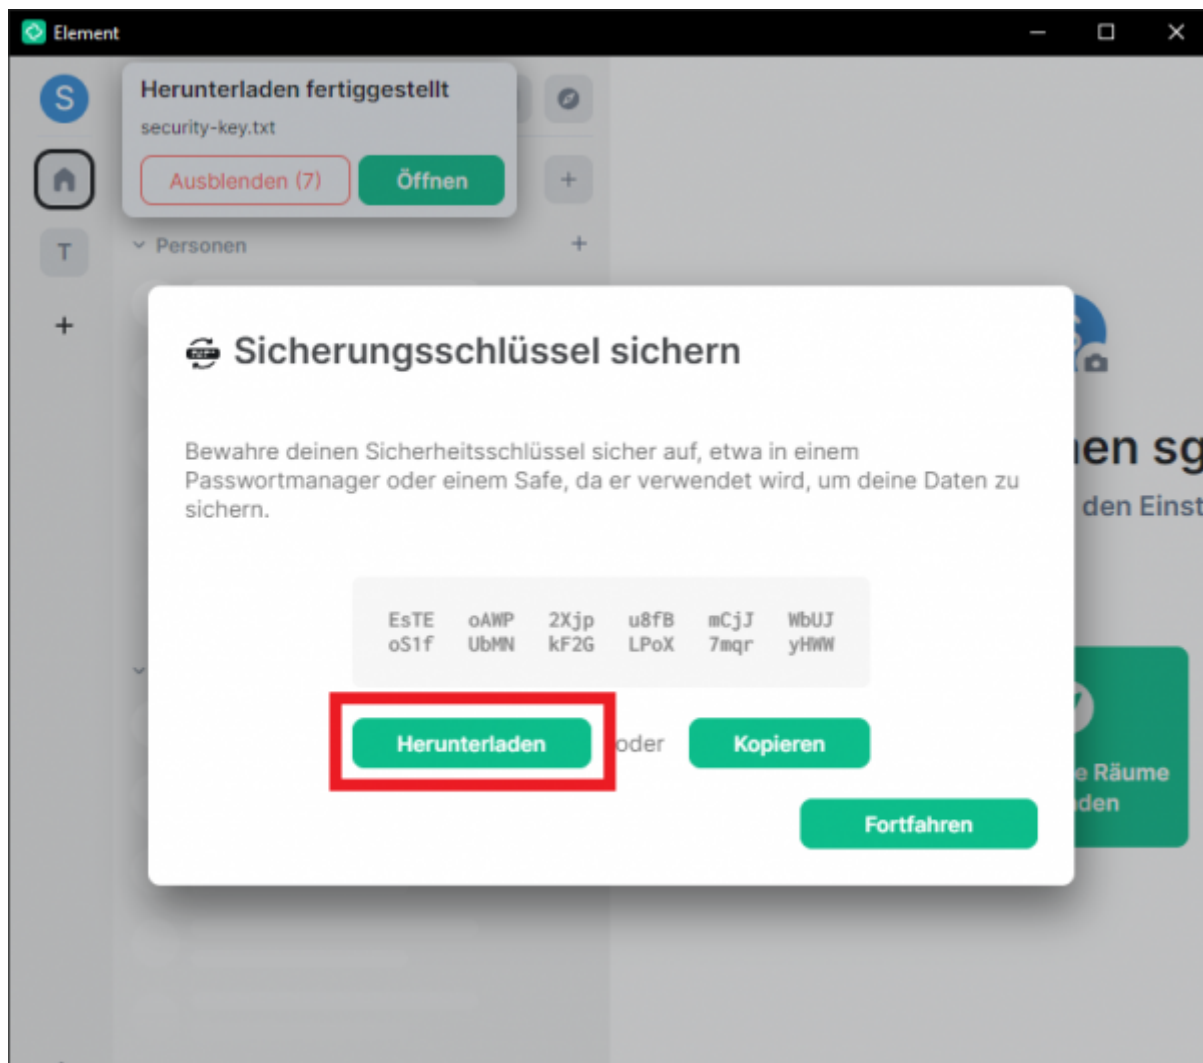 Element
S
Herunterladen fertiggestellt
security-key.txt
Ausblenden (7)
Öffnen
T
Personen
Sicherungsschlüssel sichern
Bewahre deinen Sicherheitsschlüssel sicher auf, etwa in einem
Passwortmanager oder einem Safe, da er verwendet wird, um deine Daten zu
sichern.
en sg
den Einst
EsTE oAWP 2Xjp u8fB mCjJ WbUJ
oS1f UbMN kF2G LPoX 7mqr yHWW
Herunterladen
oder
Kopieren
e Räume
den
Fortfahren